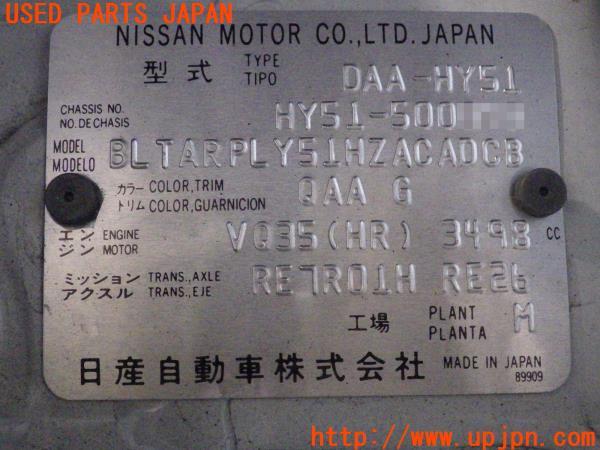 USED PARTS JAPAN
NISSAN MOTOR CO.,LTD. JAPAN
型式 TYPE TIPO DAA-HY51
CHASSIS NO. NO.DE CHASIS HY51-500
MODEL MODELO BLTARPLY51HZACADCB
カラー COLOR,TRIM トリム COLOR,GUARNICION QAA G
エンジン ENGINE MOTOR VQ35(HR) 3498 CC
ミッション TRANS.,AXLE アクスル TRANS.,EJE RE7R01H RE26
工場 PLANT PLANTA M
日産自動車株式会社 MADE IN JAPAN
89909
http://www.upjpn.com/